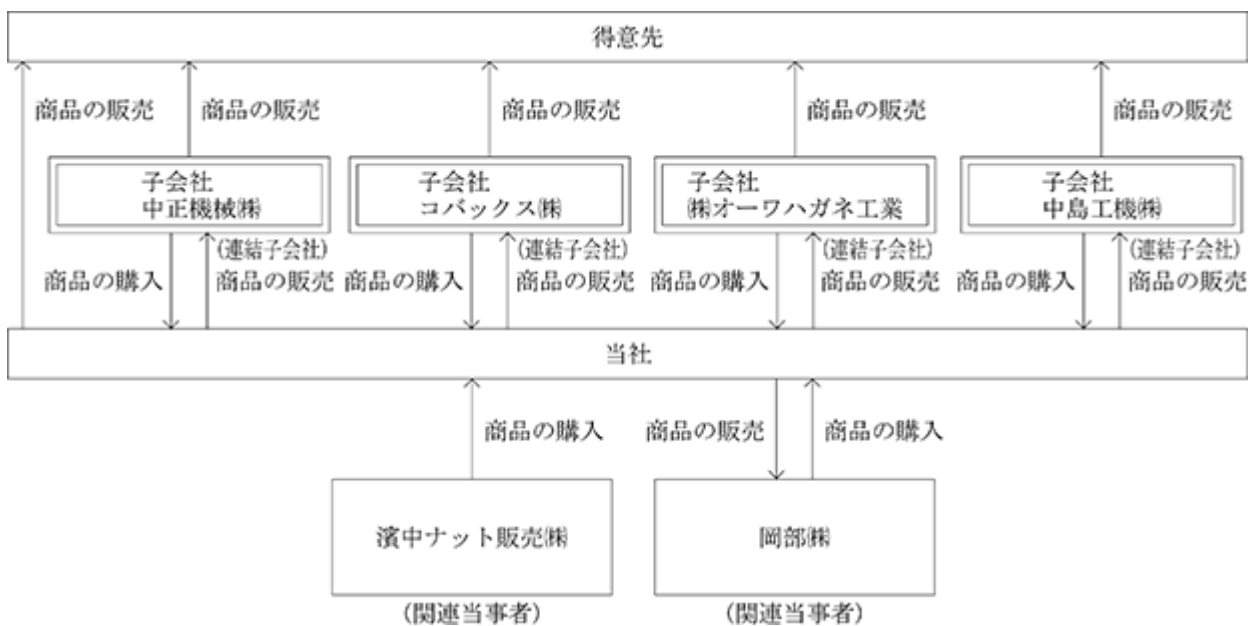 得意先
商品の販売
商品の販売
商品の販売
商品の販売
商品の販売
子会社
中正機械㈱
子会社
コバックス㈱
子会社
㈱オーワハガネ工業
子会社
中島工機㈱
(連結子会社)
(連結子会社)
(連結子会社)
(連結子会社)
商品の購入
商品の販売
商品の購入
商品の販売
商品の購入
商品の販売
商品の購入
商品の販売
当社
商品の購入
商品の販売
商品の購入
濱中ナット販売㈱
岡部㈱
(関連当事者)
(関連当事者)